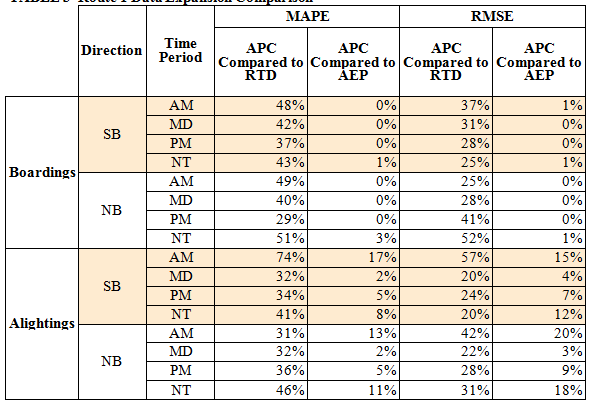 TABLE 3 Route 1 Data Expansion Comparison
MAPE RMSE
Direction Time Period APC Compared to RTD APC Compared to AEP APC Compared to RTD APC Compared to AEP
Boardings SB AM 48% 0% 37% 1%
MD 42% 0% 31% 0%
PM 37% 0% 28% 0%
NT 43% 1% 25% 1%
NB AM 49% 0% 25% 0%
MD 40% 0% 28% 0%
PM 29% 0% 41% 0%
NT 51% 3% 52% 1%
Alightings SB AM 74% 17% 57% 15%
MD 32% 2% 20% 4%
PM 34% 5% 24% 7%
NT 41% 8% 20% 12%
NB AM 31% 13% 42% 20%
MD 32% 2% 22% 3%
PM 36% 5% 28% 9%
NT 46% 11% 31% 18%